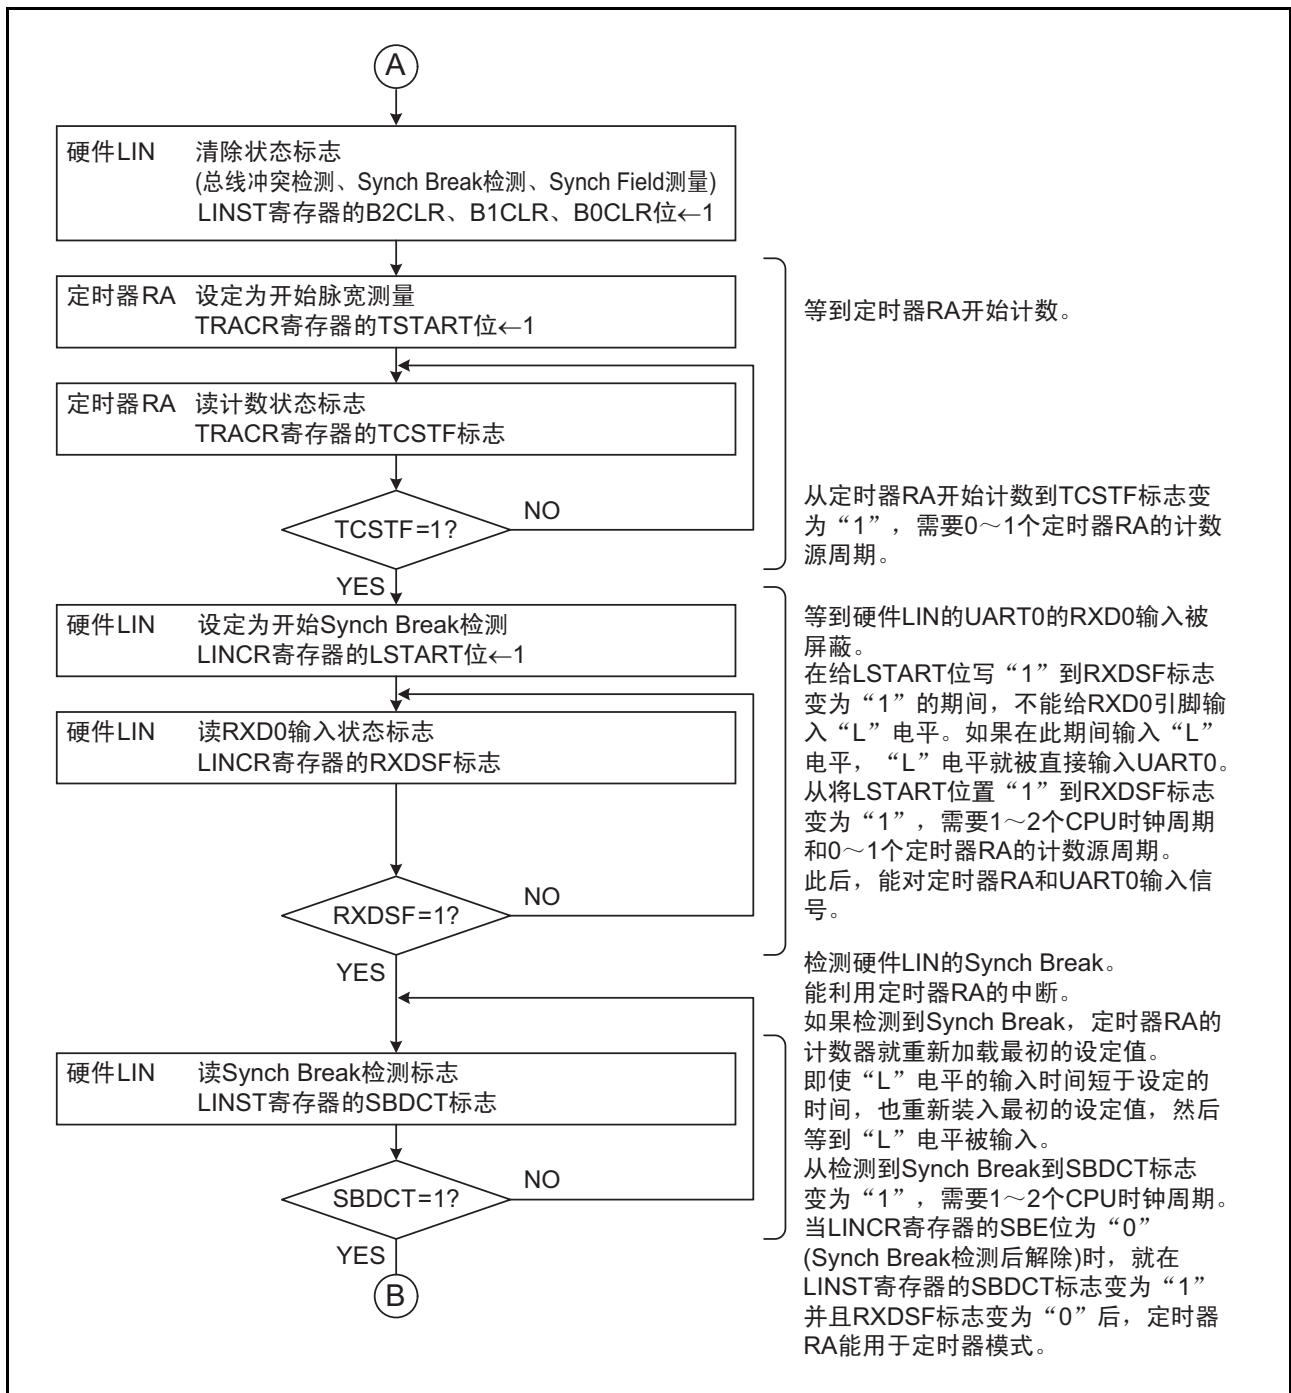 A
硬件LIN 清除状态标志
(总线冲突检测、Synch Break检测、Synch Field测量)
LINST寄存器的B2CLR、B1CLR、B0CLR位←1
定时器RA 设定为开始脉宽测量
TRACR寄存器的TSTART位←1
等到定时器RA开始计数。
定时器RA 读计数状态标志
TRACR寄存器的TCSTF标志
TCSTF=1?
NO
YES
从定时器RA开始计数到TCSTF标志变
为“1”，需要0～1个定时器RA的计数
源周期。
硬件LIN 设定为开始Synch Break检测
LINCR寄存器的LSTART位←1
硬件LIN 读RXD0输入状态标志
LINCR寄存器的RXDSF标志
RXDSF=1?
NO
YES
等到硬件LIN的UART0的RXD0输入被
屏蔽。
在给LSTART位写“1”到RXDSF标志
变为“1”的期间，不能给RXD0引脚输
入“L”电平。如果在此期间输入“L”
电平，“L”电平就被直接输入UART0。
从将LSTART位置“1”到RXDSF标志
变为“1”，需要1～2个CPU时钟周期
和0～1个定时器RA的计数源周期。
此后，能对定时器RA和UART0输入信
号。
硬件LIN 读Synch Break检测标志
LINST寄存器的SBDCT标志
SBDCT=1?
NO
YES
B
检测硬件LIN的Synch Break。
能利用定时器RA的中断。
如果检测到Synch Break，定时器RA的
计数器就重新加载最初的设定值。
即使“L”电平的输入时间短于设定的
时间，也重新装入最初的设定值，然后
等到“L”电平被输入。
从检测到Synch Break到SBDCT标志
变为“1”，需要1～2个CPU时钟周期。
当LINCR寄存器的SBE位为“0”
(Synch Break检测后解除)时，就在
LINST寄存器的SBDCT标志变为“1”
并且RXDSF标志变为“0”后，定时器
RA能用于定时器模式。